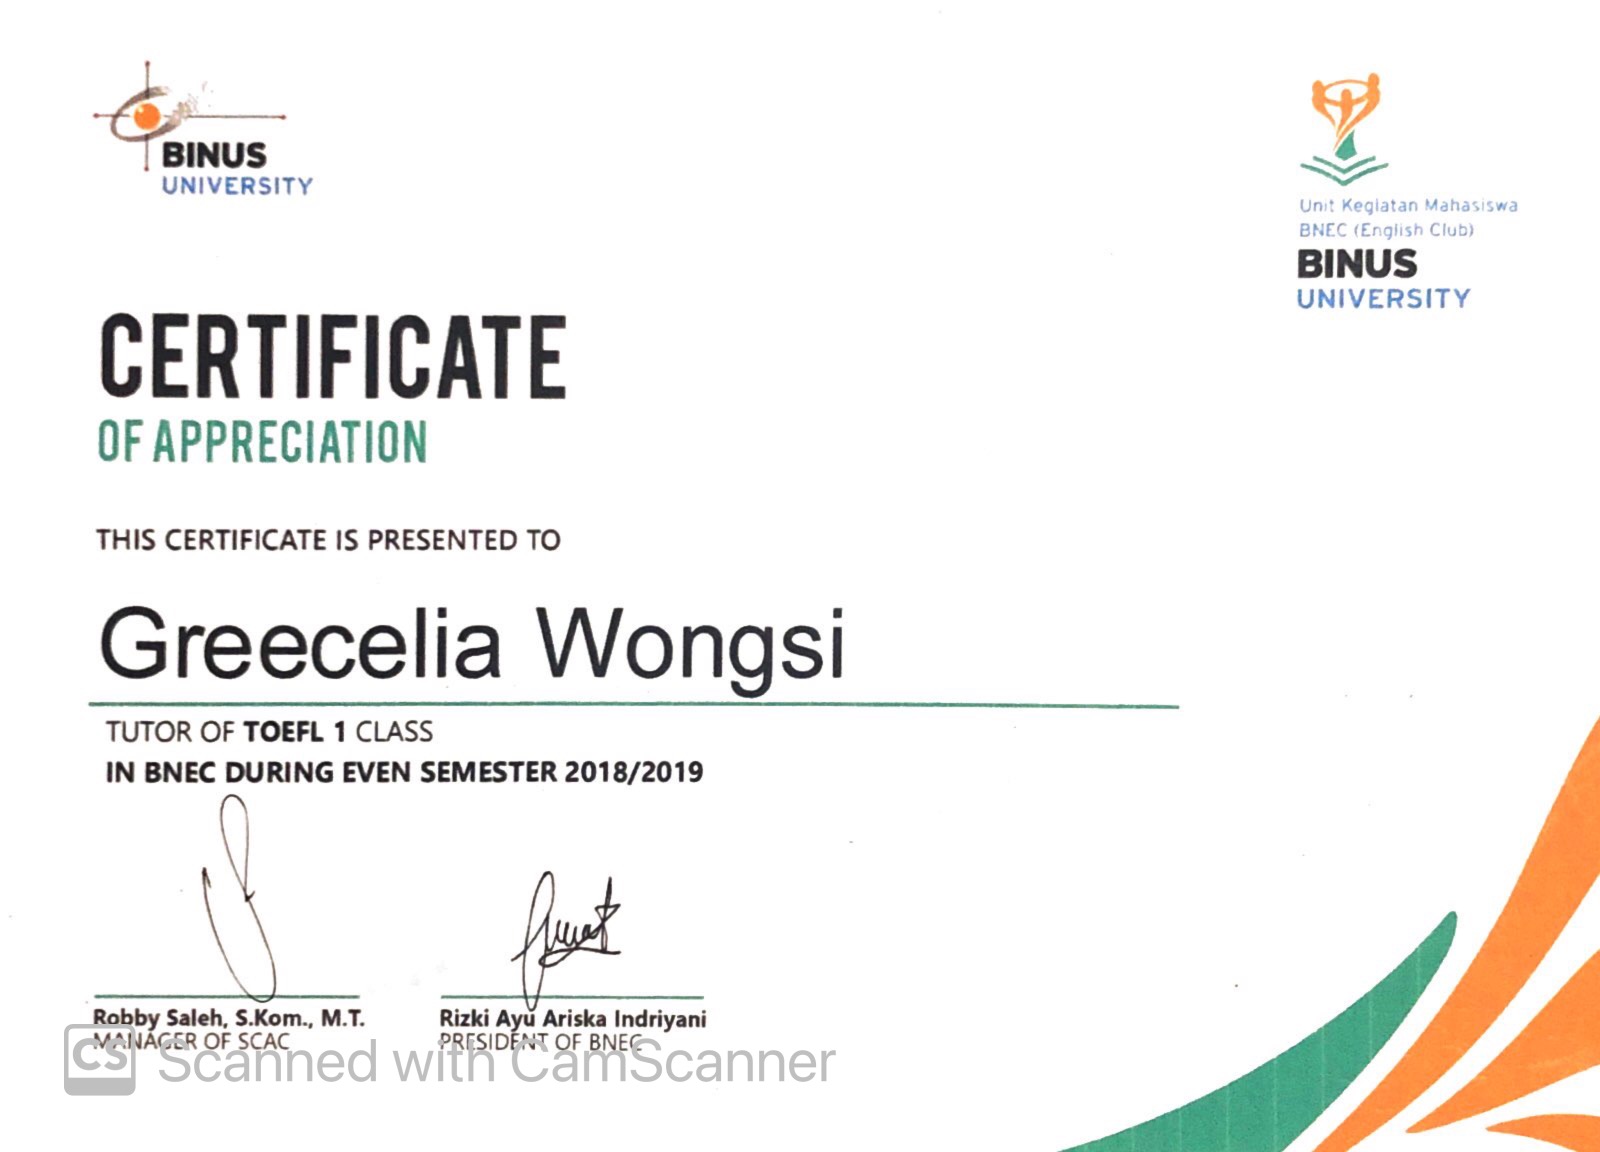 BINUS
UNIVERSITY
Unit Kegiatan Mahasiswa
BNEC (English Club)
BINUS
UNIVERSITY
CERTIFICATE
OF APPRECIATION
THIS CERTIFICATE IS PRESENTED TO
Greecelia Wongsi
TUTOR OF TOEFL 1 CLASS
IN BNEC DURING EVEN SEMESTER 2018/2019
Robby Saleh, S.Kom., M.T.
MANAGER OF SCAC
Rizki Ayu Ariska Indriyani
PRESIDENT OF BNEC
CS Scanned with CamScanner